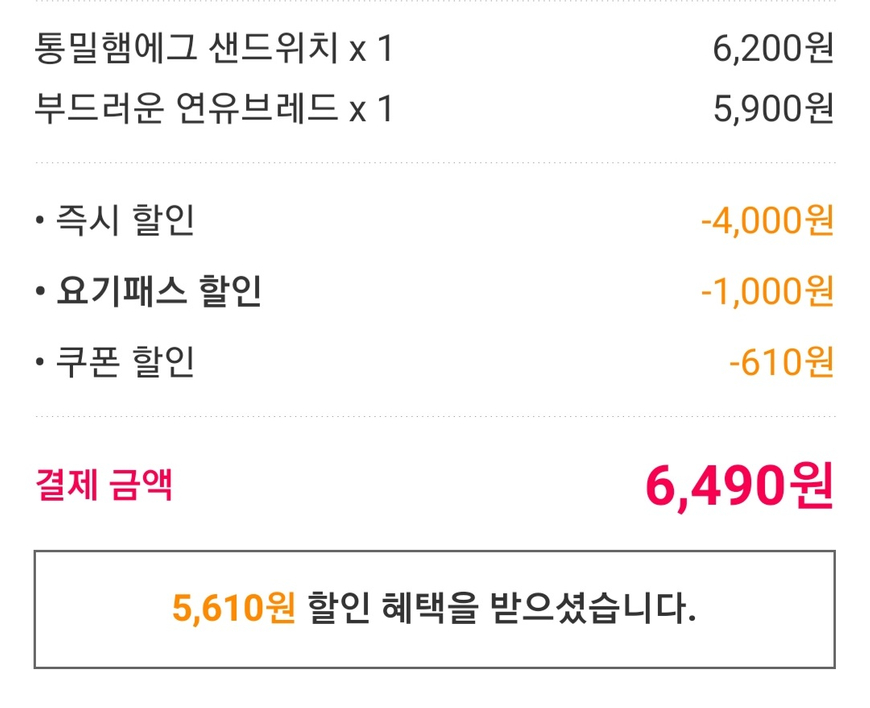 통밀햄에그 샌드위치 x 1 6,200원
부드러운 연유브레드 x 1 5,900원
• 즉시 할인 -4,000원
• 요기패스 할인 -1,000원
• 쿠폰 할인 -610원
결제 금액 6,490원
5,610원 할인 혜택을 받으셨습니다.